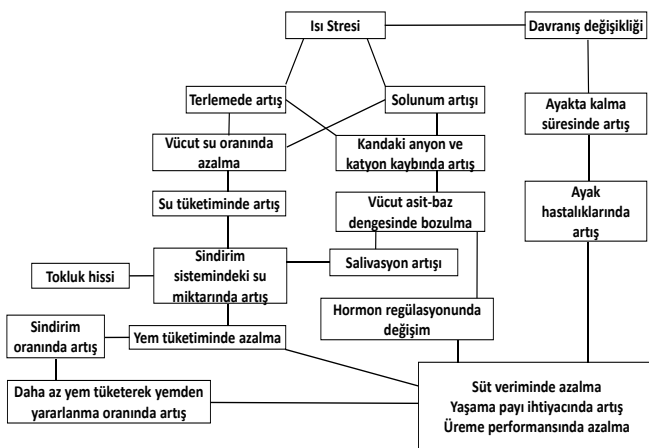 Isı Stresi
Davranış değişikliği
Terlemede artış
Solunum artışı
Ayakta kalma
süresinde artış
Vücut su oranında
azalma
Kandaki anyon ve
katyon kaybında artış
Su tüketiminde artış
Vücut asit-baz
dengesinde bozulma
Ayak
hastalıklarında
artış
Tokluk hissi
Sindirim
sistemindeki su
miktarında artış
Salivasyon artışı
Hormon regülasyonunda
değişim
Sindirim
oranında artış
Yem tüketiminde azalma
Daha az yem tüketerek yemden
yararlanma oranında artış
Süt veriminde azalma
Yaşama payı ihtiyacında artış
Üreme performansında azalma